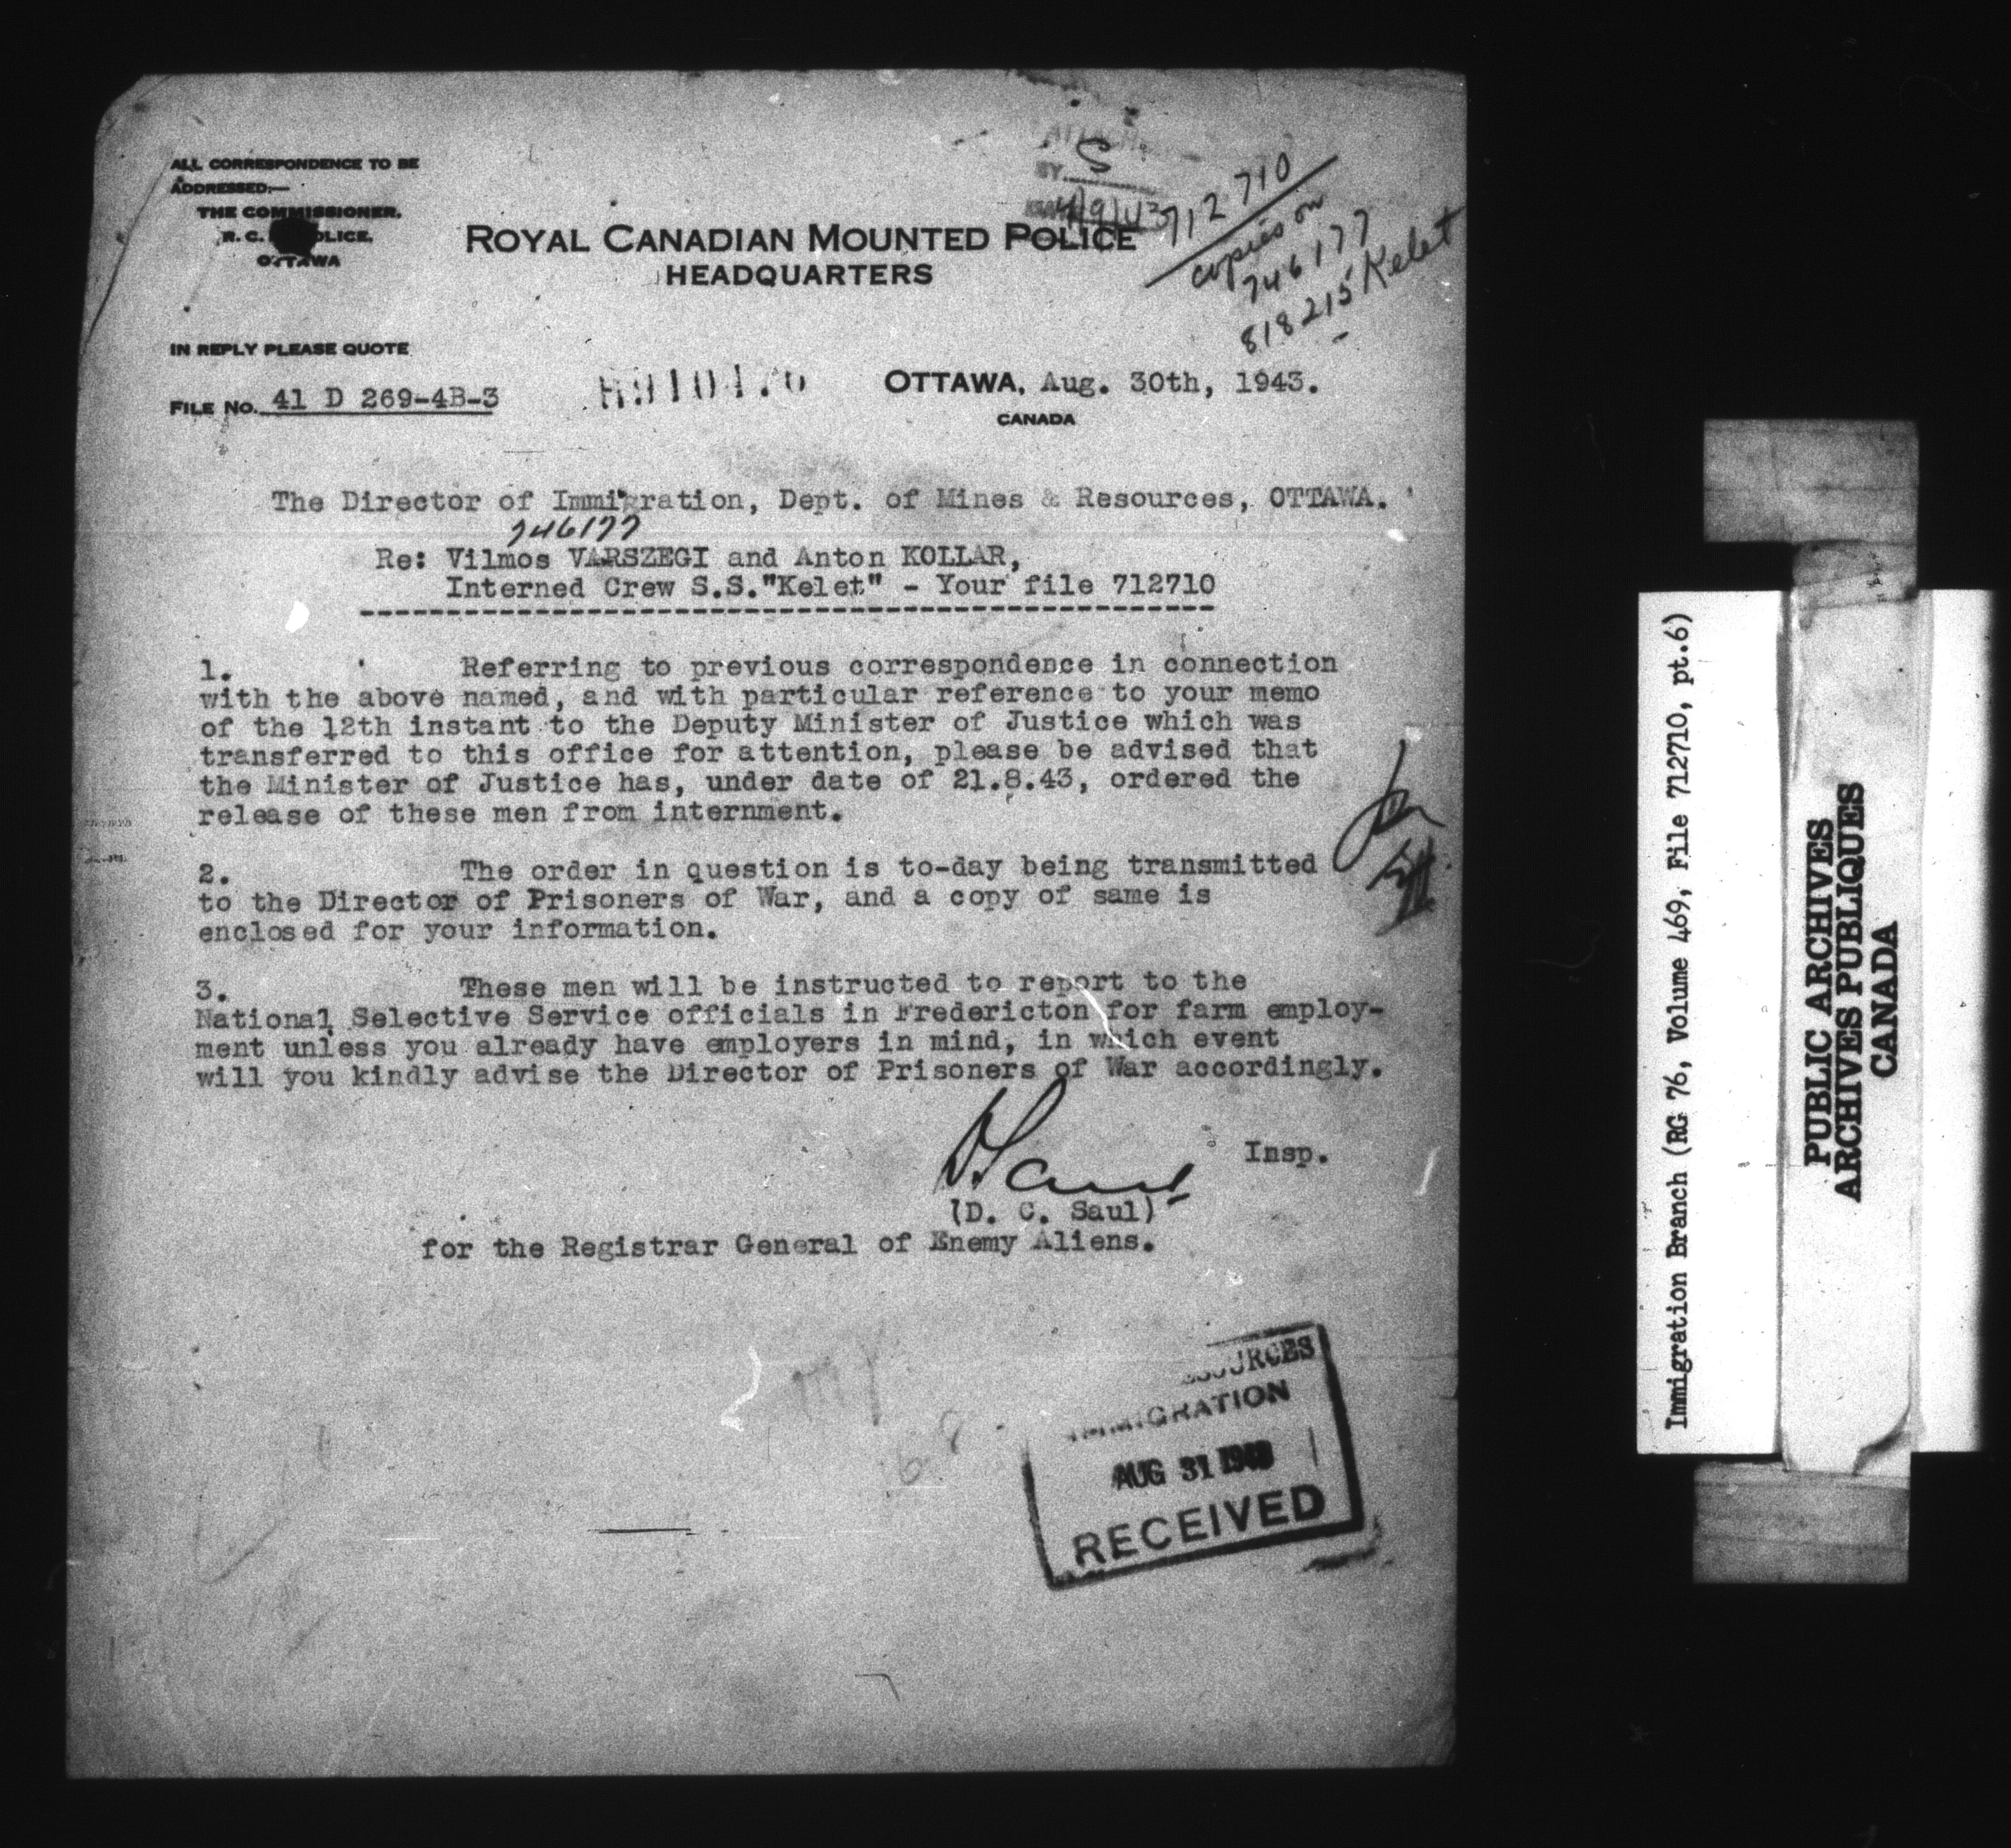 ALL CORRESPONDENCE TO BE
ADDRESSED:—
THE COMMISSIONER,
R. C. OLICE,
OTTAWA
ATTACH
BY S
4/9/43
712710
copies on
746177
818215 Kelet
ROYAL CANADIAN MOUNTED POLICE
HEADQUARTERS
IN REPLY PLEASE QUOTE
FILE NO. 41 D 269-4B-3
OTTAWA, Aug. 30th, 1943.
CANADA
The Director of Immigration, Dept. of Mines & Resources, OTTAWA.
746177
Re: Vilmos VARSZEGI and Anton KOLLAR,
Interned Crew S.S."Kelet" - Your file 712710
1. Referring to previous correspondence in connection
with the above named, and with particular reference to your memo
of the 12th instant to the Deputy Minister of Justice which was
transferred to this office for attention, please be advised that
the Minister of Justice has, under date of 21.8.43, ordered the
release of these men from internment.
2. The order in question is to-day being transmitted
to the Director of Prisoners of War, and a copy of same is
enclosed for your information.
3. These men will be instructed to report to the
National Selective Service officials in Fredericton for farm employ-
ment unless you already have employers in mind, in which event
will you kindly advise the Director of Prisoners of War accordingly.
D Saul
Insp.
(D. C. Saul)
for the Registrar General of Enemy Aliens.
RESOURCES
IMMIGRATION
AUG 31 1943
RECEIVED
Immigration Branch (RG 76, Volume 469, File 712710, pt.6)
PUBLIC ARCHIVES
ARCHIVES PUBLIQUES
CANADA